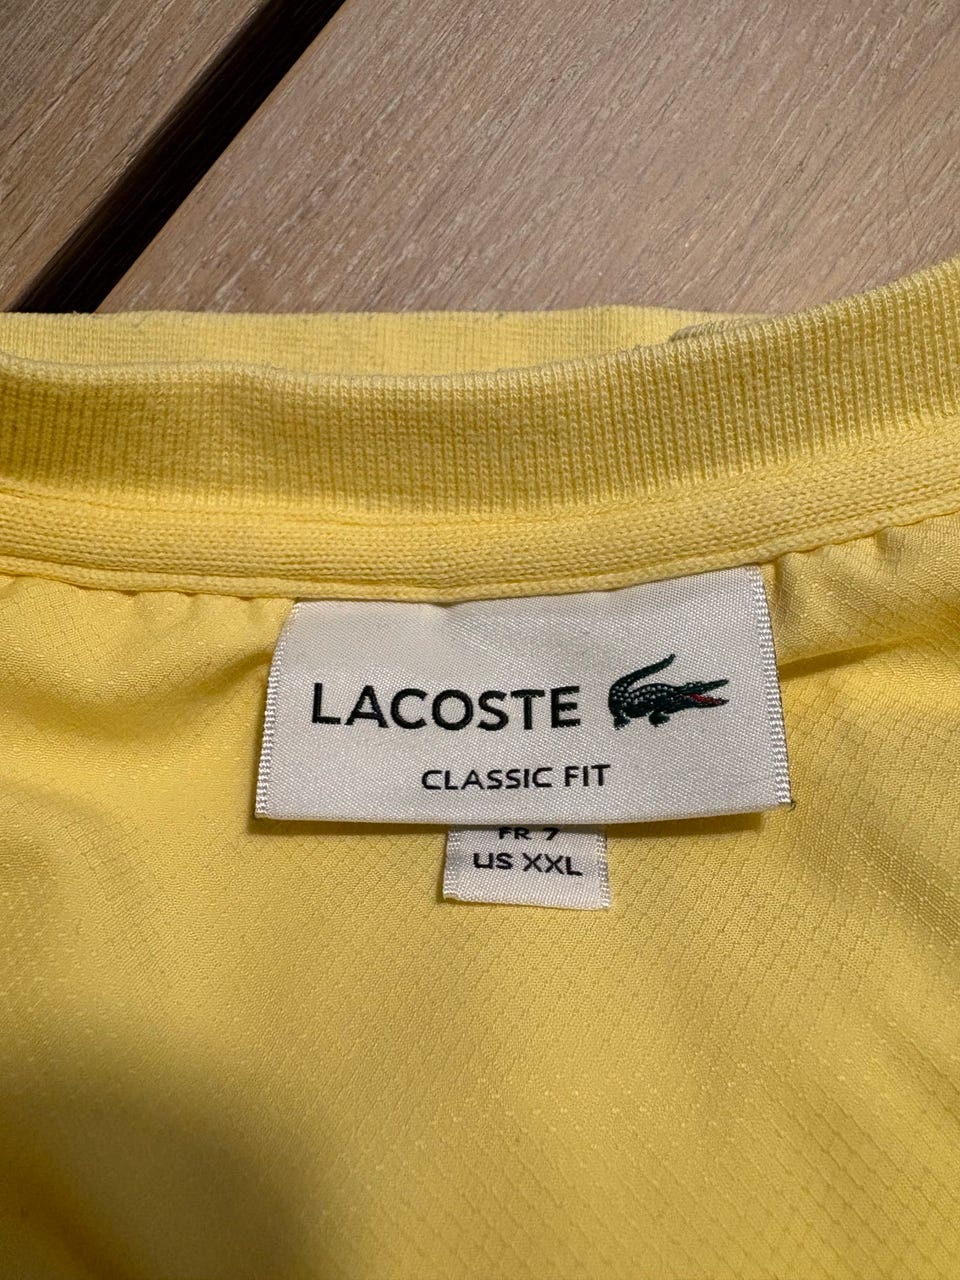 LACOSTE
CLASSIC FIT
FR 7
US XXL